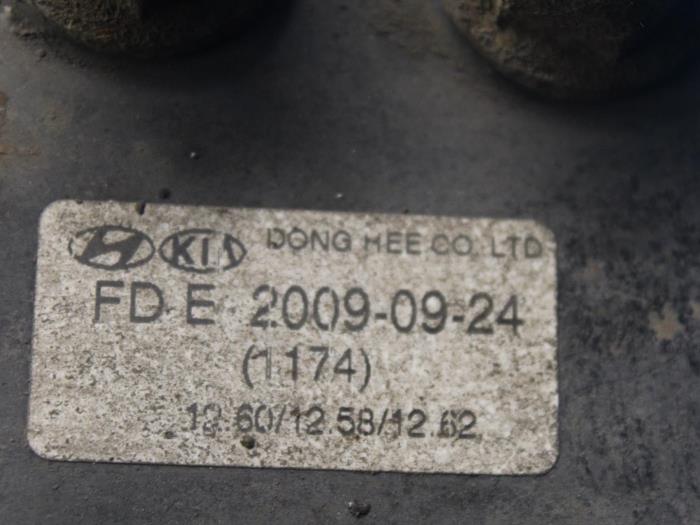 KIA DONG HEE CO. LTD
FD E 2009-09-24
(1174)
12.60/12.58/12.62